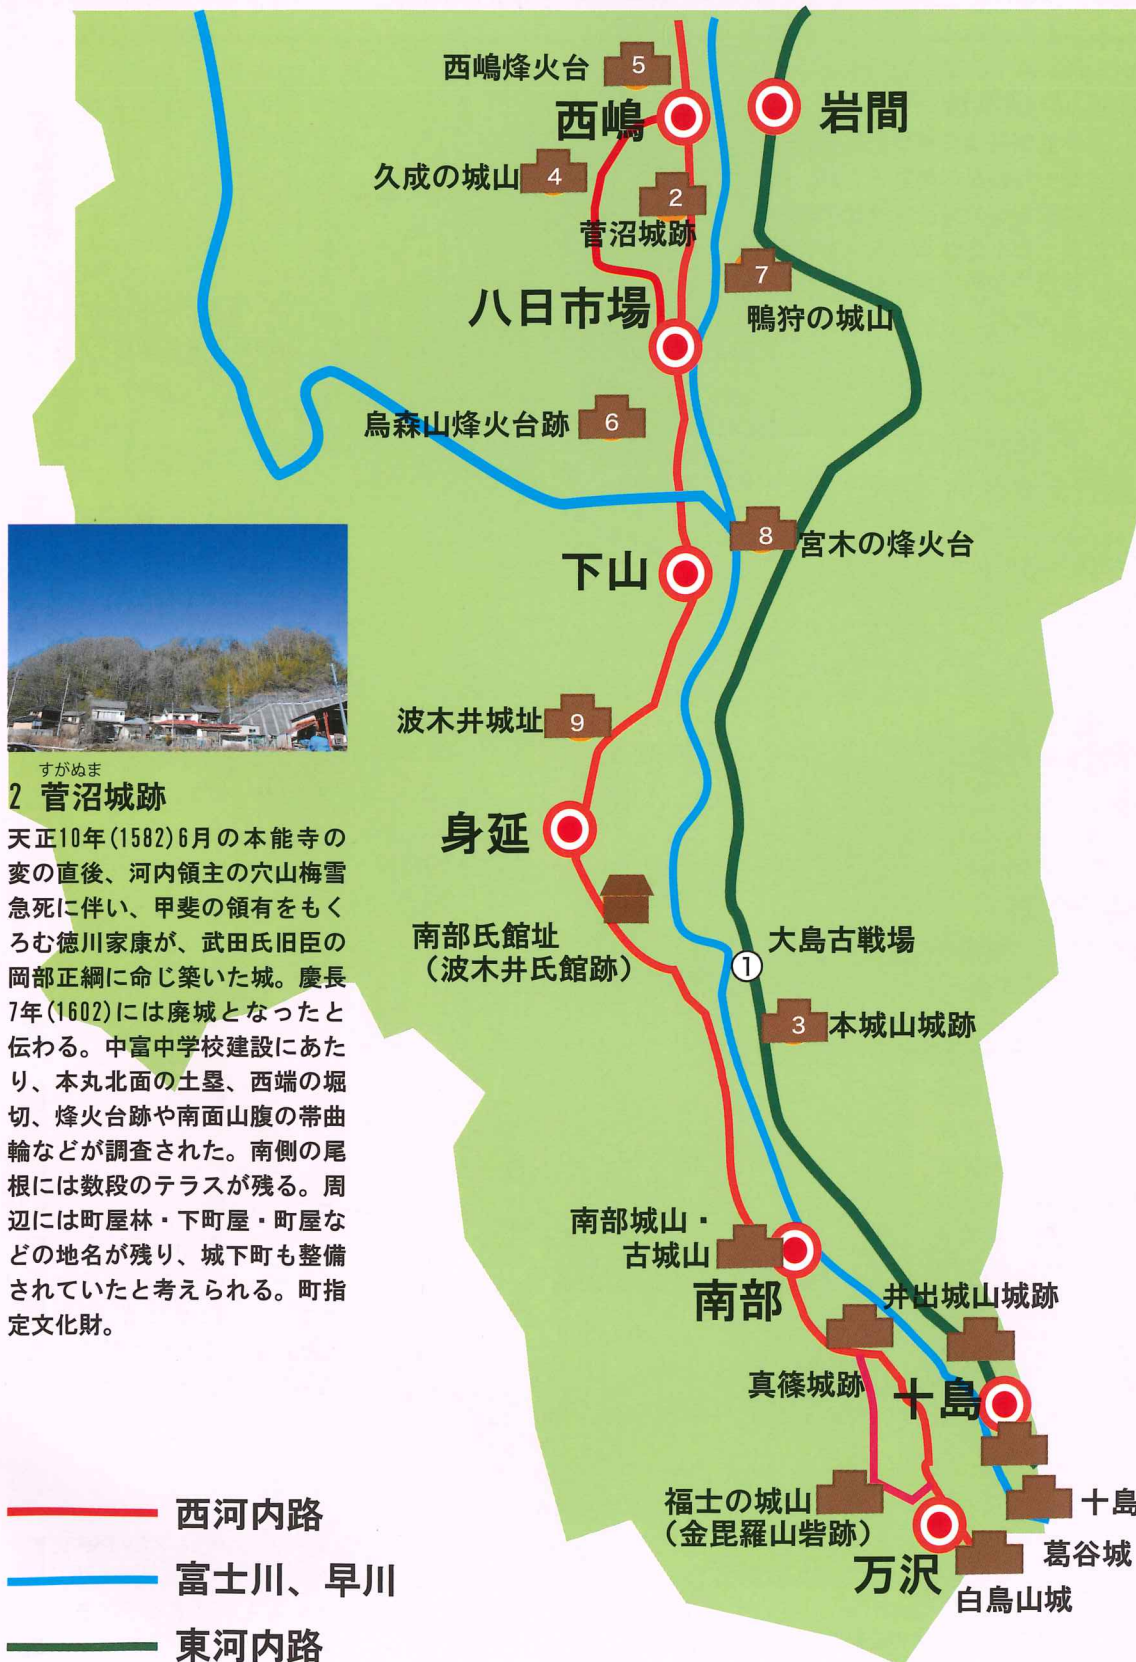 西嶋烽火台
5
西嶋
岩間
久成の城山
4
2
菅沼城跡
7
鴨狩の城山
八日市場
烏森山烽火台跡
6
8
宮木の烽火台
下山
波木井城址
9
身延
南部氏館址
（波木井氏館跡）
大島古戦場
①
3
本城山城跡
南部城山・
古城山
南部
井出城山城跡
真篠城跡
十島
福士の城山
（金毘羅山砦跡）
十島
万沢
葛谷城
白鳥山城
すがぬま
2 菅沼城跡
天正10年(1582)6月の本能寺の
変の直後、河内領主の穴山梅雪
急死に伴い、甲斐の領有をもく
ろむ徳川家康が、武田氏旧臣の
岡部正綱に命じ築いた城。慶長
7年(1602)には廃城となったと
伝わる。中富中学校建設にあた
り、本丸北面の土塁、西端の堀
切、烽火台跡や南面山腹の帯曲
輪などが調査された。南側の尾
根には数段のテラスが残る。周
辺には町屋林・下町屋・町屋な
どの地名が残り、城下町も整備
されていたと考えられる。町指
定文化財。
西河内路
富士川、早川
東河内路